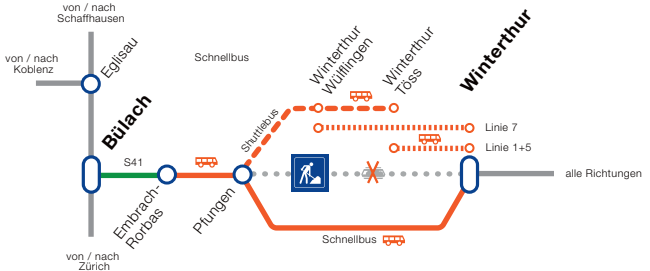 von / nach
Schaffhausen
von / nach
Koblenz
Eglisau
Schnellbus
Winterthur
Wülflingen
Winterthur
Töss
Winterthur
Bülach
Shuttlebus
Linie 7
Linie 1+5
S41
alle Richtungen
Embrach-
Rorbas
Pfungen
Schnellbus
von / nach
Zürich